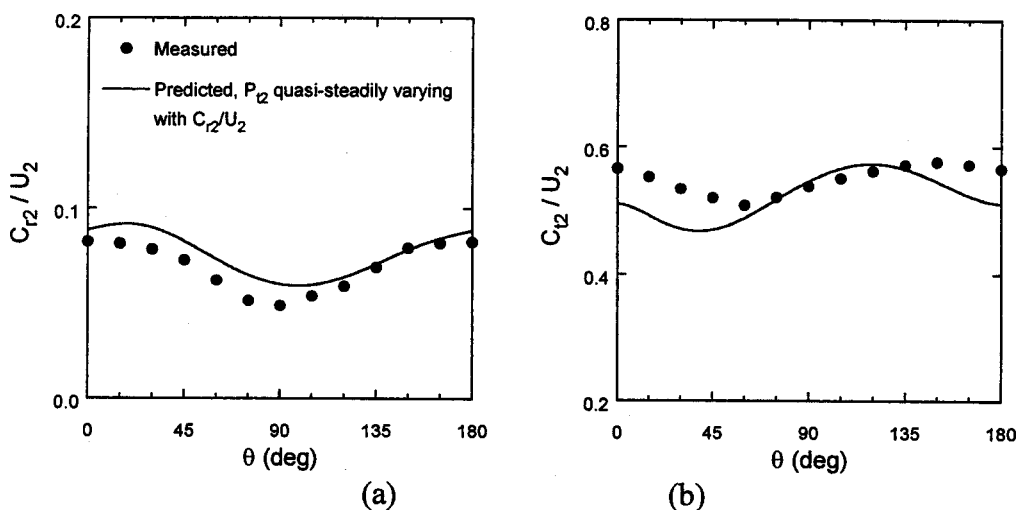 0.2
Measured
Predicted, Pt2 quasi-steadily varying
with Cr2/U2
Cr2 / U2
0.1
0.0
0 45 90 135 180
θ (deg)
(a)
0.8
0.6
Ct2 / U2
0.4
0.2
0 45 90 135 180
θ (deg)
(b)